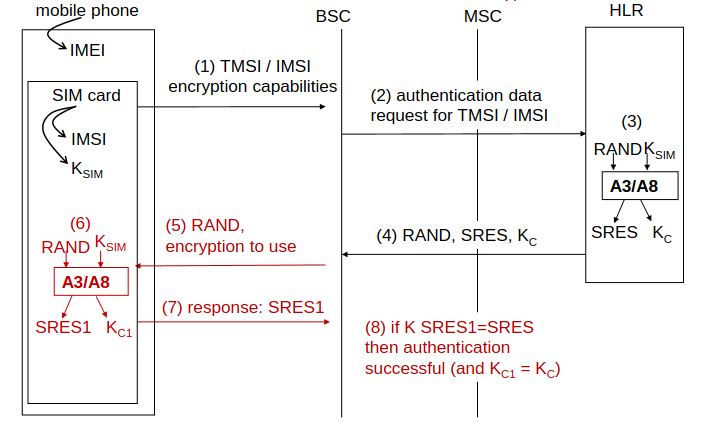 mobile phone
BSC
MSC
HLR
IMEI
(1) TMSI / IMSI
encryption capabilities
SIM card
(2) authentication data
request for TMSI / IMSI
(3)
IMSI
KSIM
RAND KSIM
A3/A8
SRES KC
(4) RAND, SRES, KC
(5) RAND,
encryption to use
(6)
RAND KSIM
A3/A8
SRES1 KC1
(7) response: SRES1
(8) if K SRES1=SRES
then authentication
successful (and KC1 = KC)